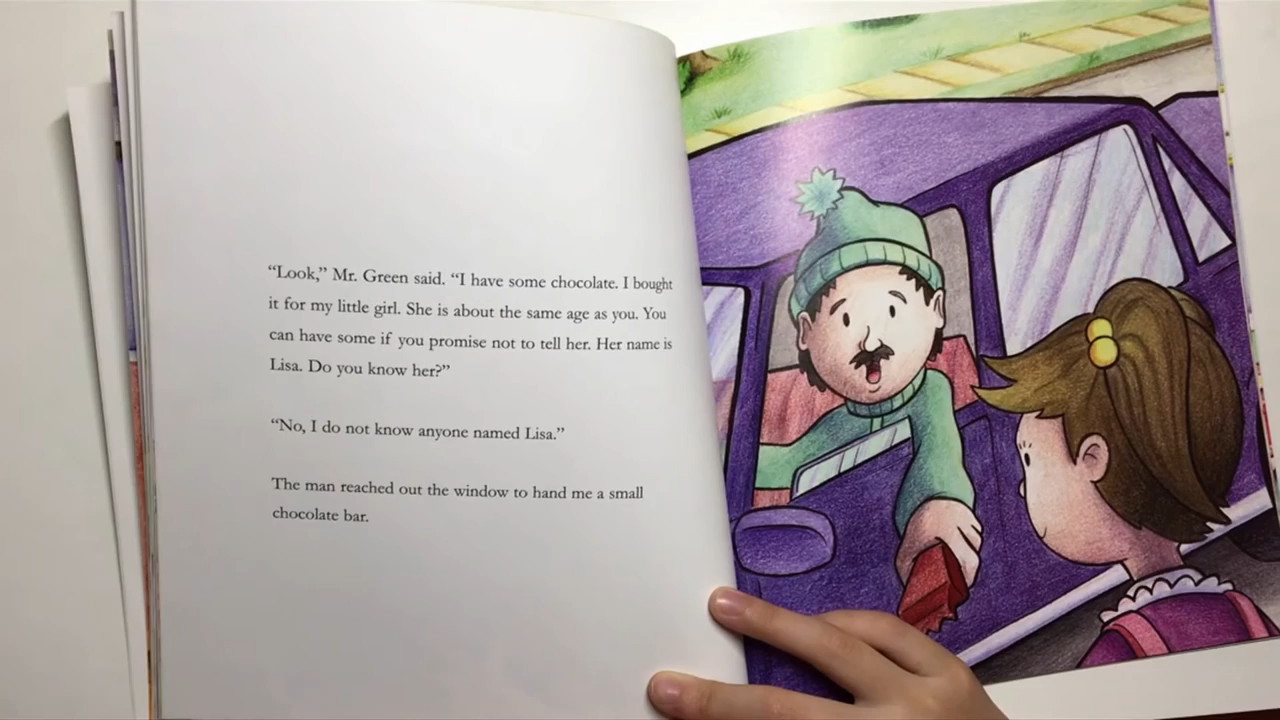 “Look,” Mr. Green said. “I have some chocolate. I bought
it for my little girl. She is about the same age as you. You
can have some if you promise not to tell her. Her name is
Lisa. Do you know her?”
“No, I do not know anyone named Lisa.”
The man reached out the window to hand me a small
chocolate bar.